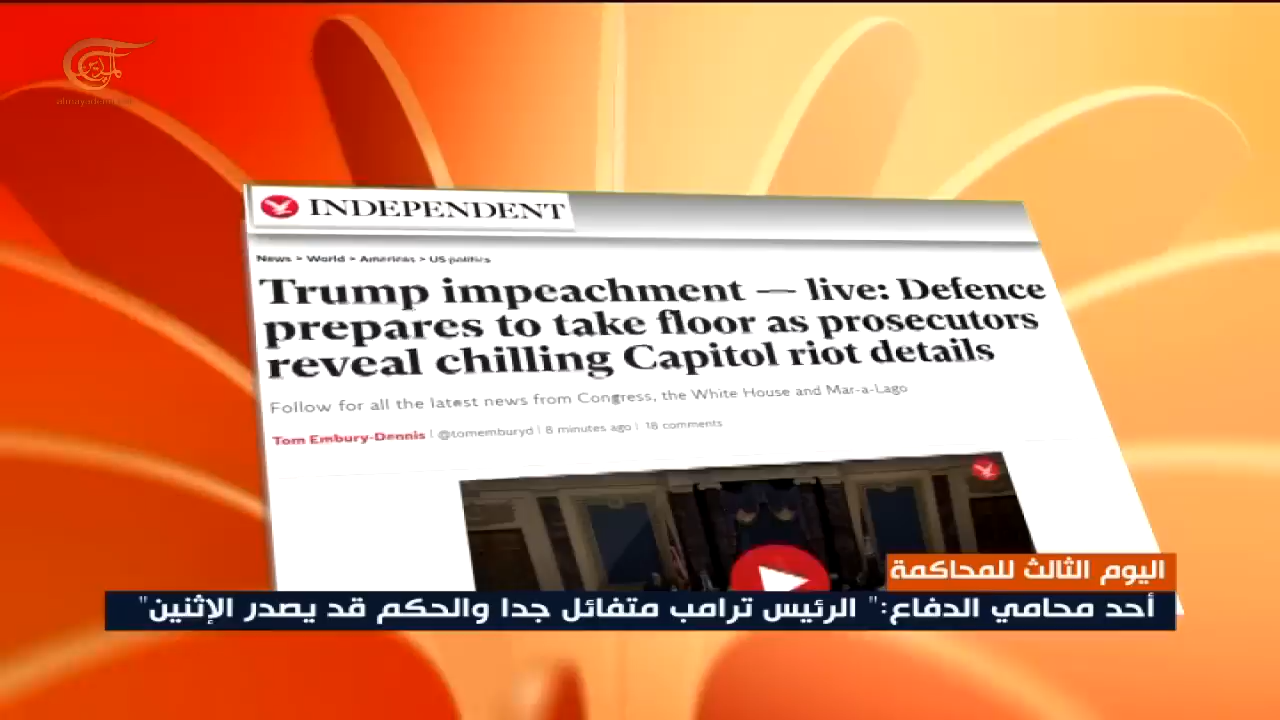 الميادين
INDEPENDENT
News > World > Americas > US politics
Trump impeachment — live: Defence
prepares to take floor as prosecutors
reveal chilling Capitol riot details
Follow for all the latest news from Congress, the White House and Mar-a-Lago
Tom Embury-Dennis | @tomemburyd | 8 minutes ago | 18 comments
اليوم الثالث للمحاكمة
أحد محامي الدفاع:" الرئيس ترامب متفائل جدا والحكم قد يصدر الإثنين"